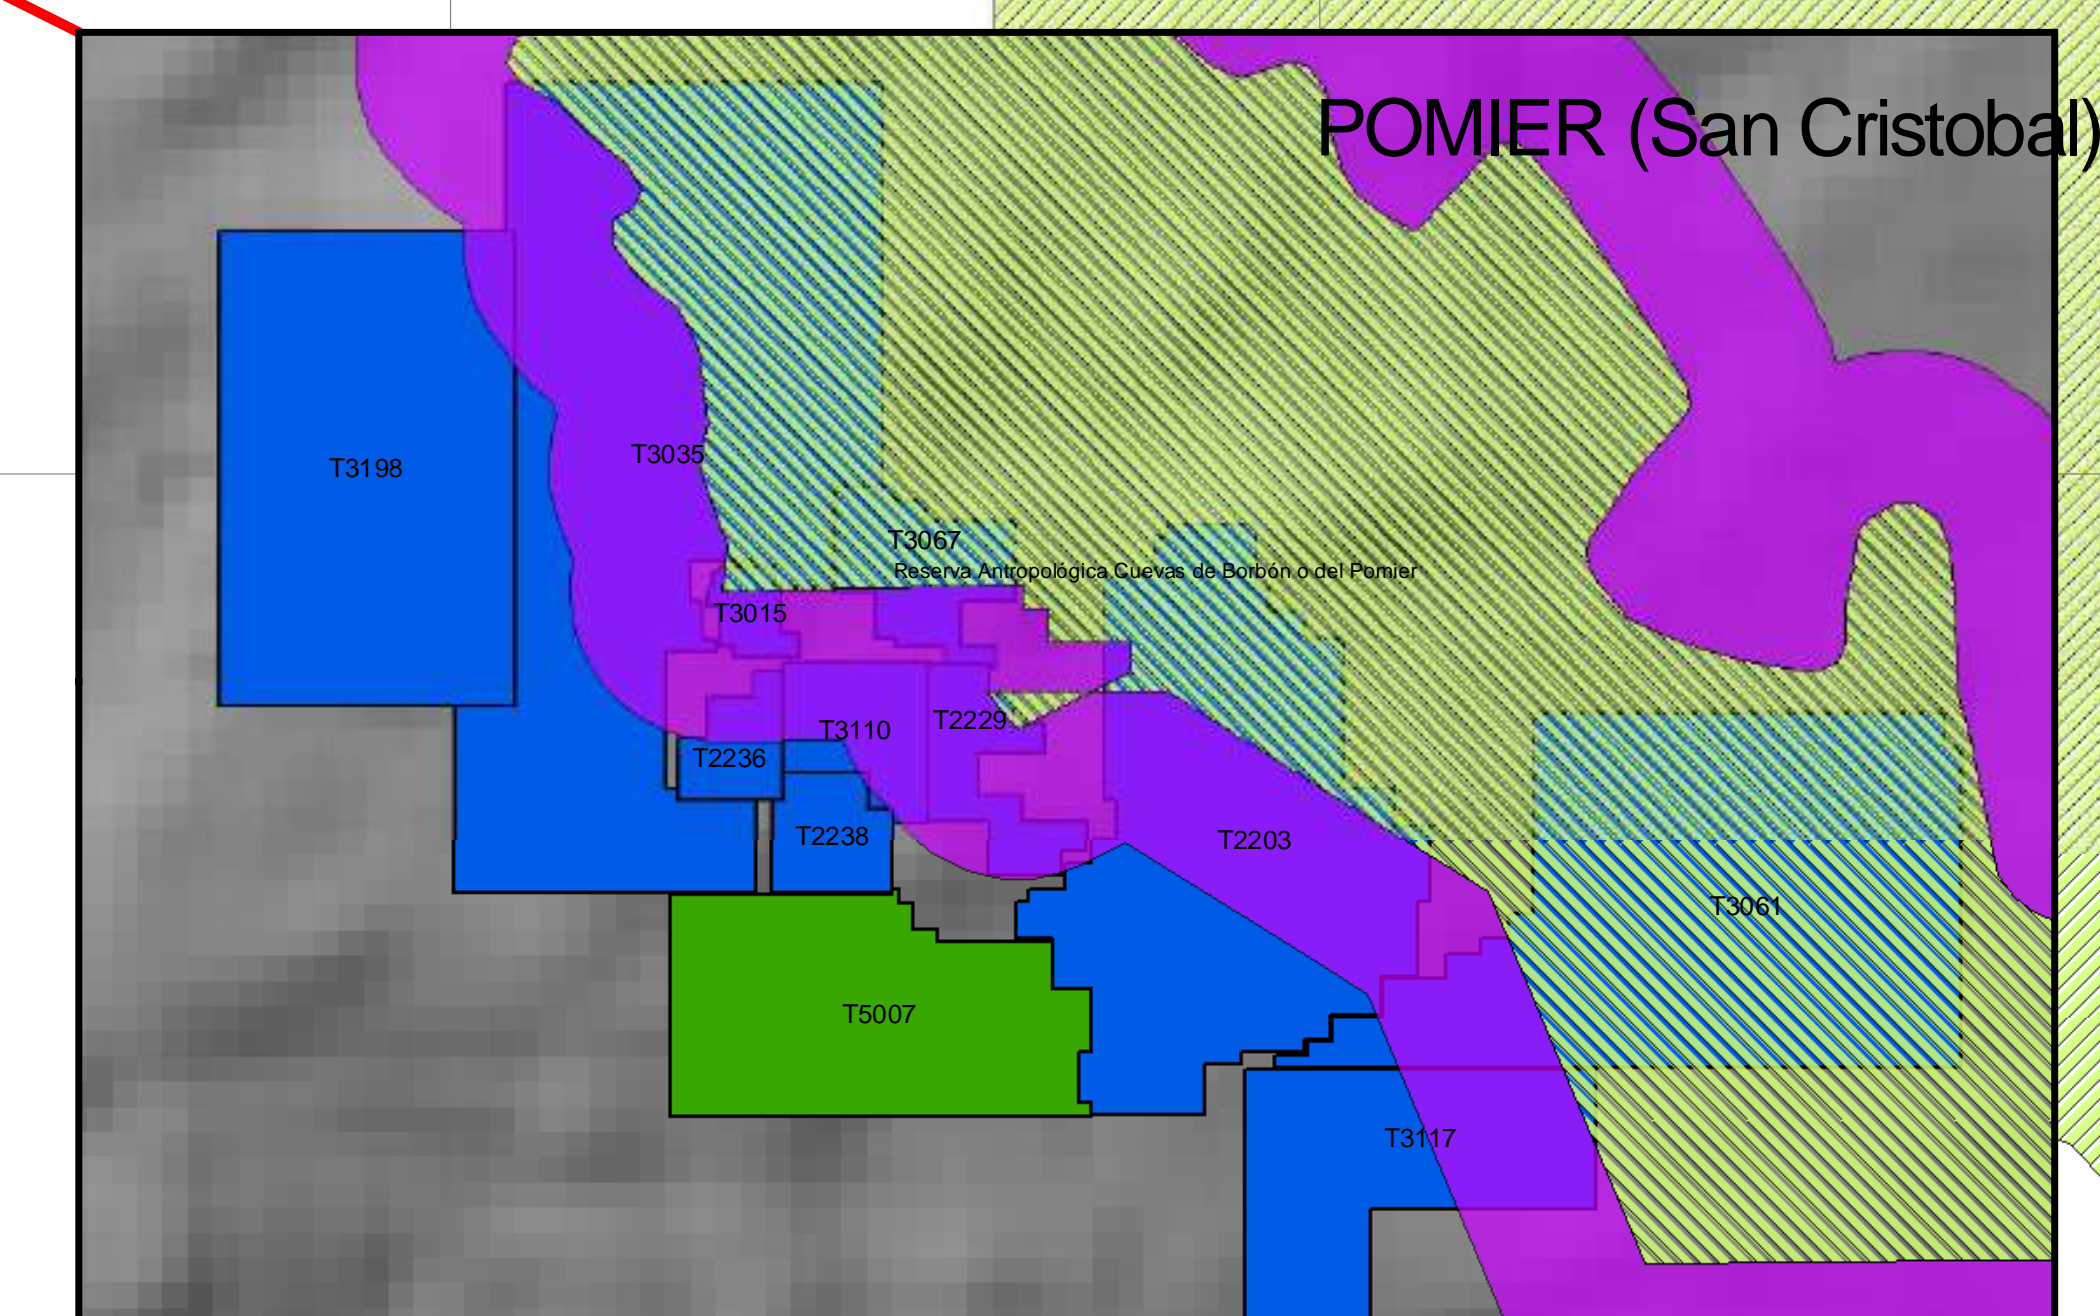 POMIER (San Cristobal)
T3035
T3198
T3067
Reserva Antropológica Cuevas de Borbón o del Pomier
T3015
T2229
T3110
T2236
T2238
T2203
T3061
T5007
T3117